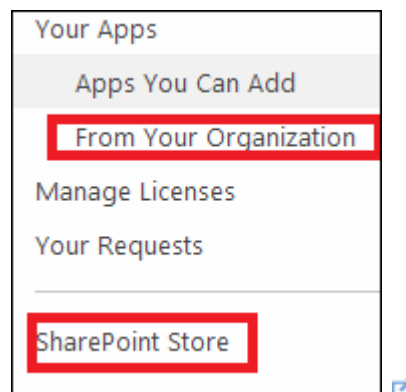 Your Apps
Apps You Can Add
From Your Organization
Manage Licenses
Your Requests
SharePoint Store